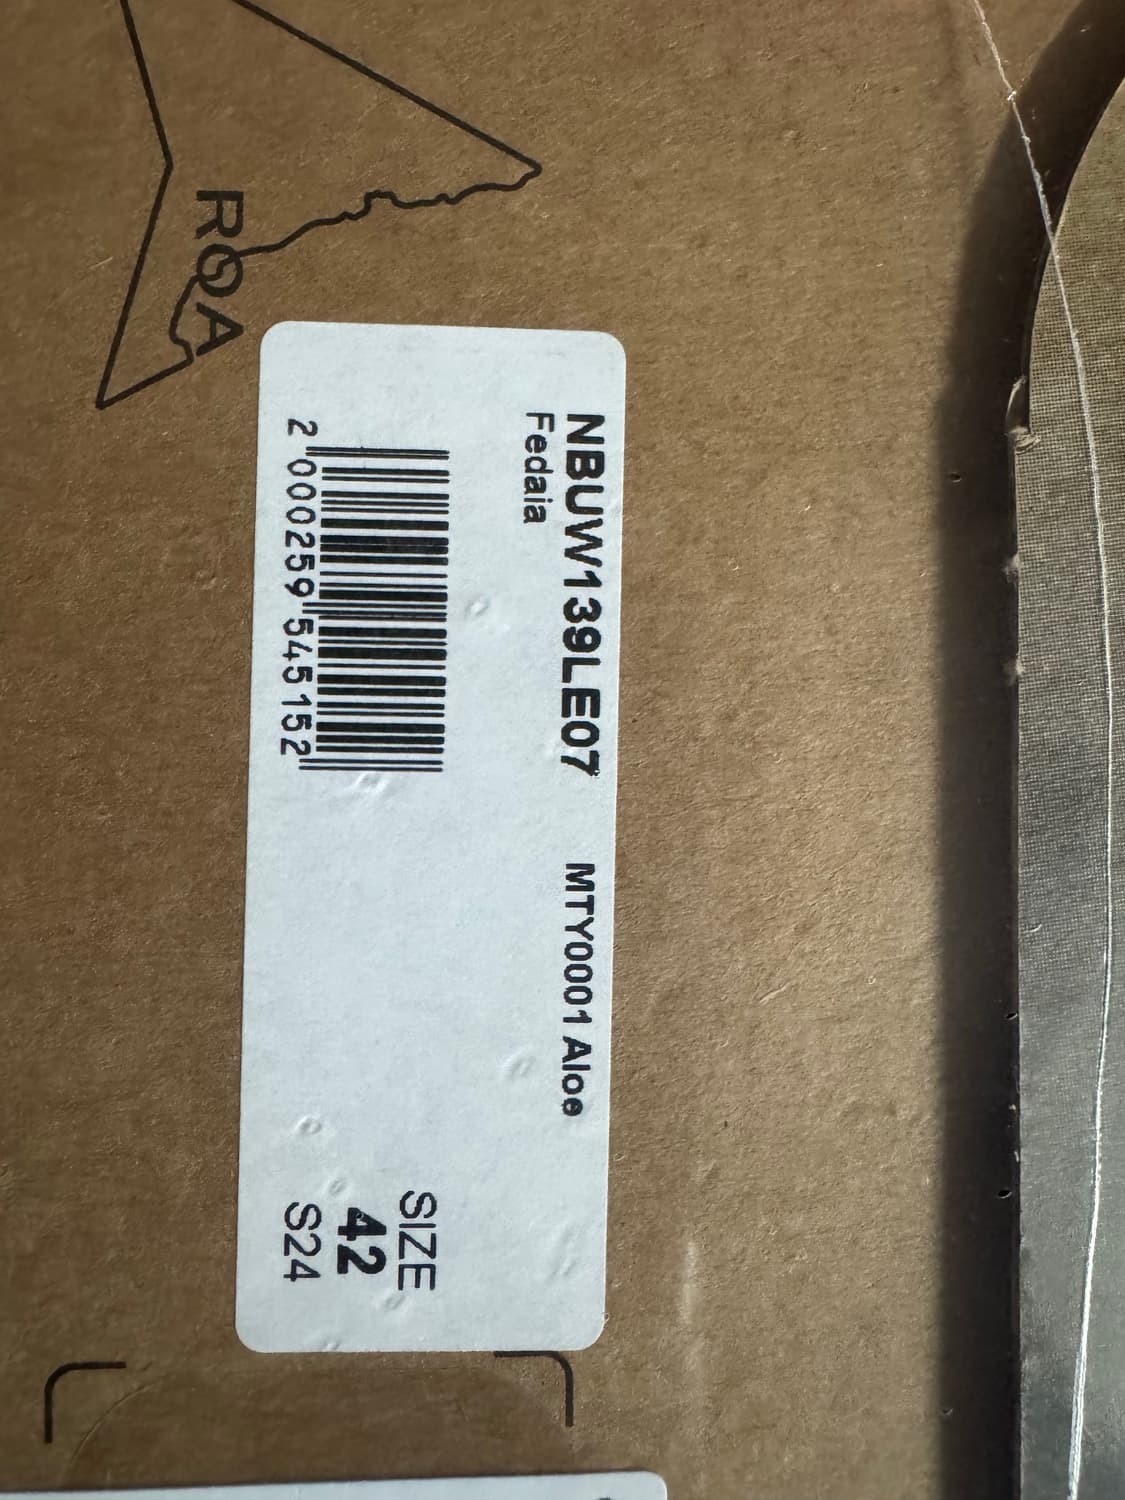 ROA
NBUW139LE07 MTY0001 Aloe
Fedaia
2 000259 545152
SIZE
42
S24